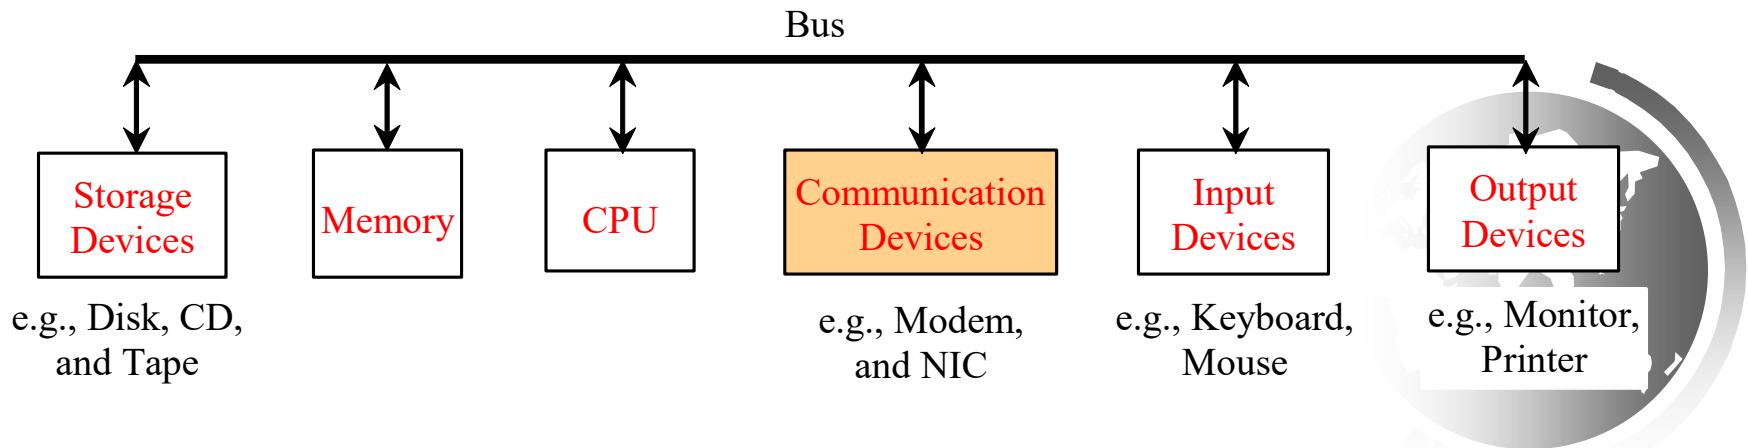 Bus
Storage
Devices
Memory
CPU
Communication
Devices
Input
Devices
Output
Devices
e.g., Disk, CD,
and Tape
e.g., Modem,
and NIC
e.g., Keyboard,
Mouse
e.g., Monitor,
Printer